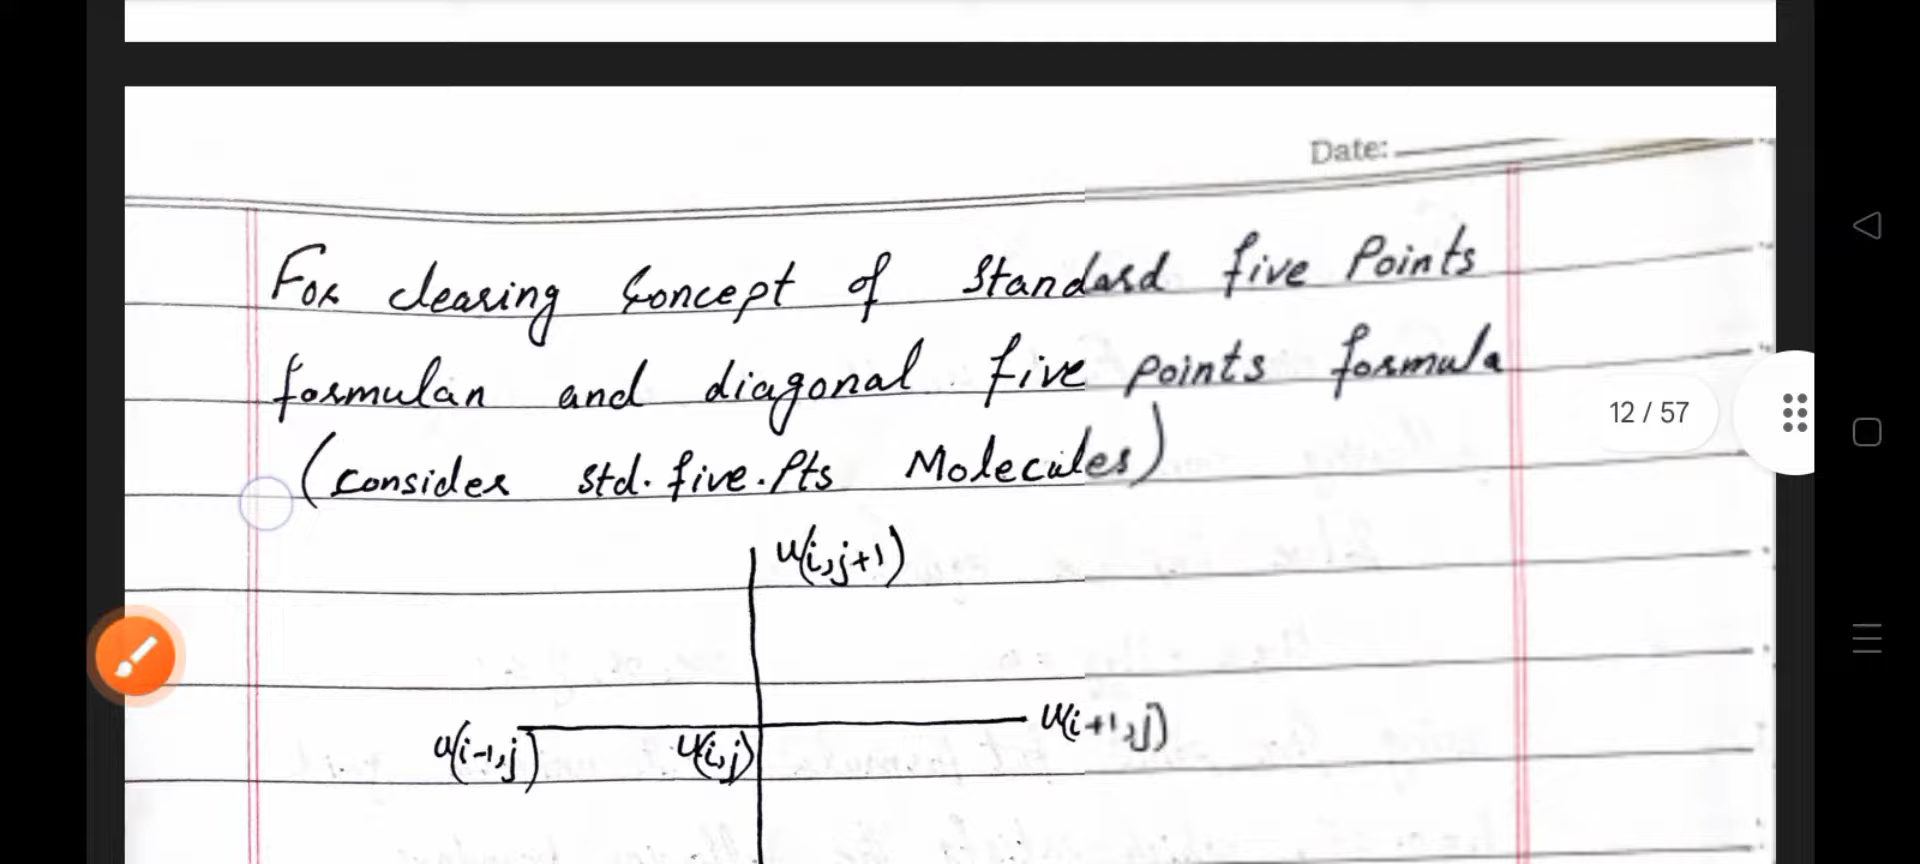 Date:
For clearing concept of standard five Points
formulan and diagonal five points formula
12 / 57
(consider std. five. Pts Molecules)
u(i,j+1)
u(i-1,j) u(i,j) u(i+1,j)